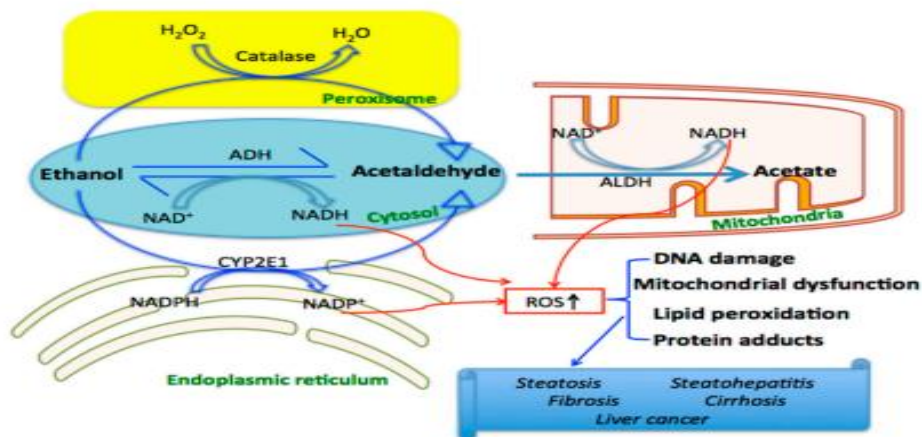 H₂O₂
H₂O
Catalase
Peroxisome
ADH
Ethanol
Acetaldehyde
NAD⁺
NADH
Cytosol
NAD⁺
NADH
ALDH
Acetate
Mitochondria
CYP2E1
NADPH
NADP⁺
Endoplasmic reticulum
ROS↑
DNA damage
Mitochondrial dysfunction
Lipid peroxidation
Protein adducts
Steatosis Steatohepatitis
Fibrosis Cirrhosis
Liver cancer